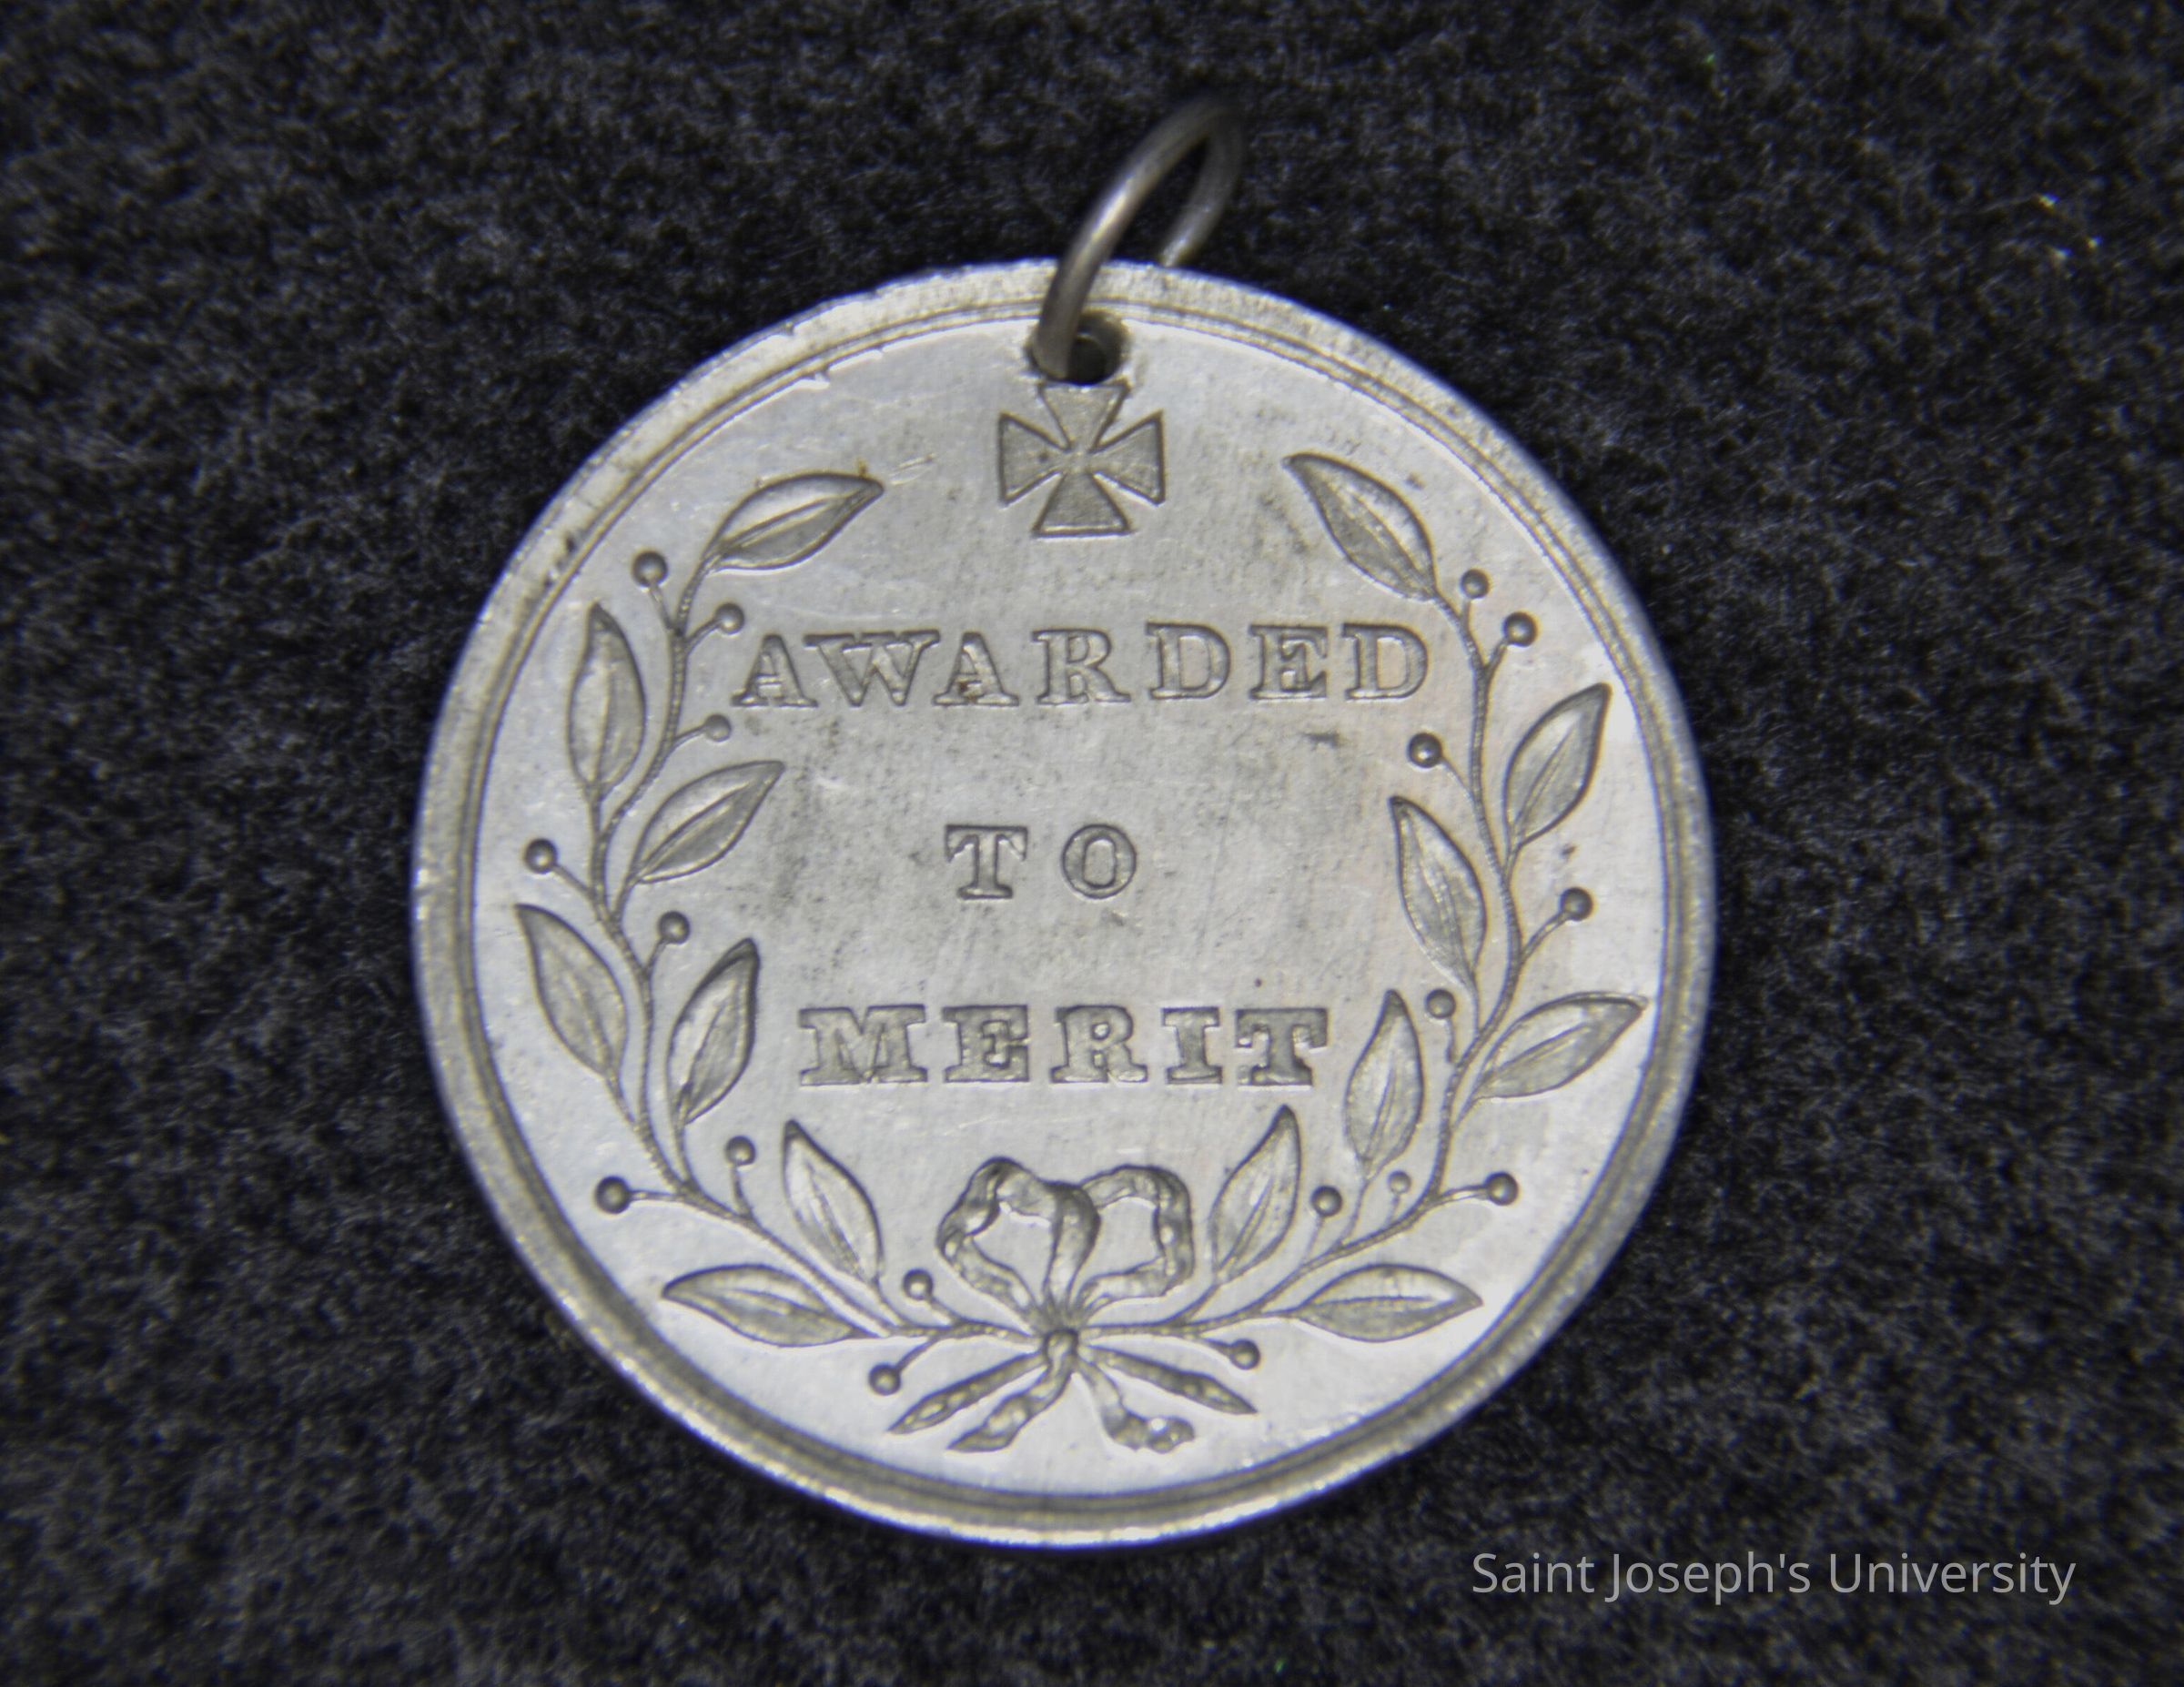 AWARDED
TO
MERIT
Saint Joseph's University